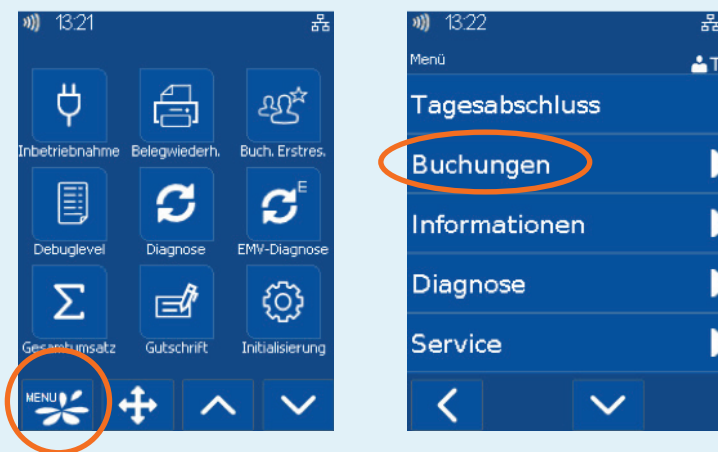 13:21
Inbetriebnahme Belegwiederh. Buch. Erstres.
E
Debuglevel Diagnose EMV-Diagnose
Gesamtumsatz Gutschrift Initialisierung
MENU
13:22
Menü T
Tagesabschluss
Buchungen
Informationen
Diagnose
Service